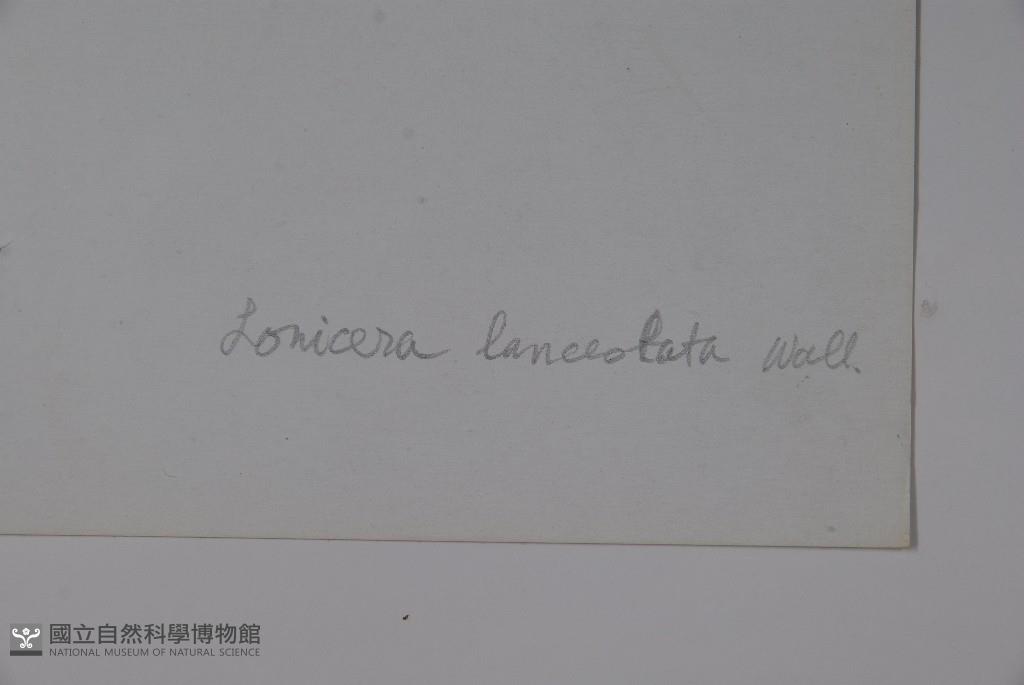 Lonicera lanceolata Wall.
國立自然科學博物館
NATIONAL MUSEUM OF NATURAL SCIENCE